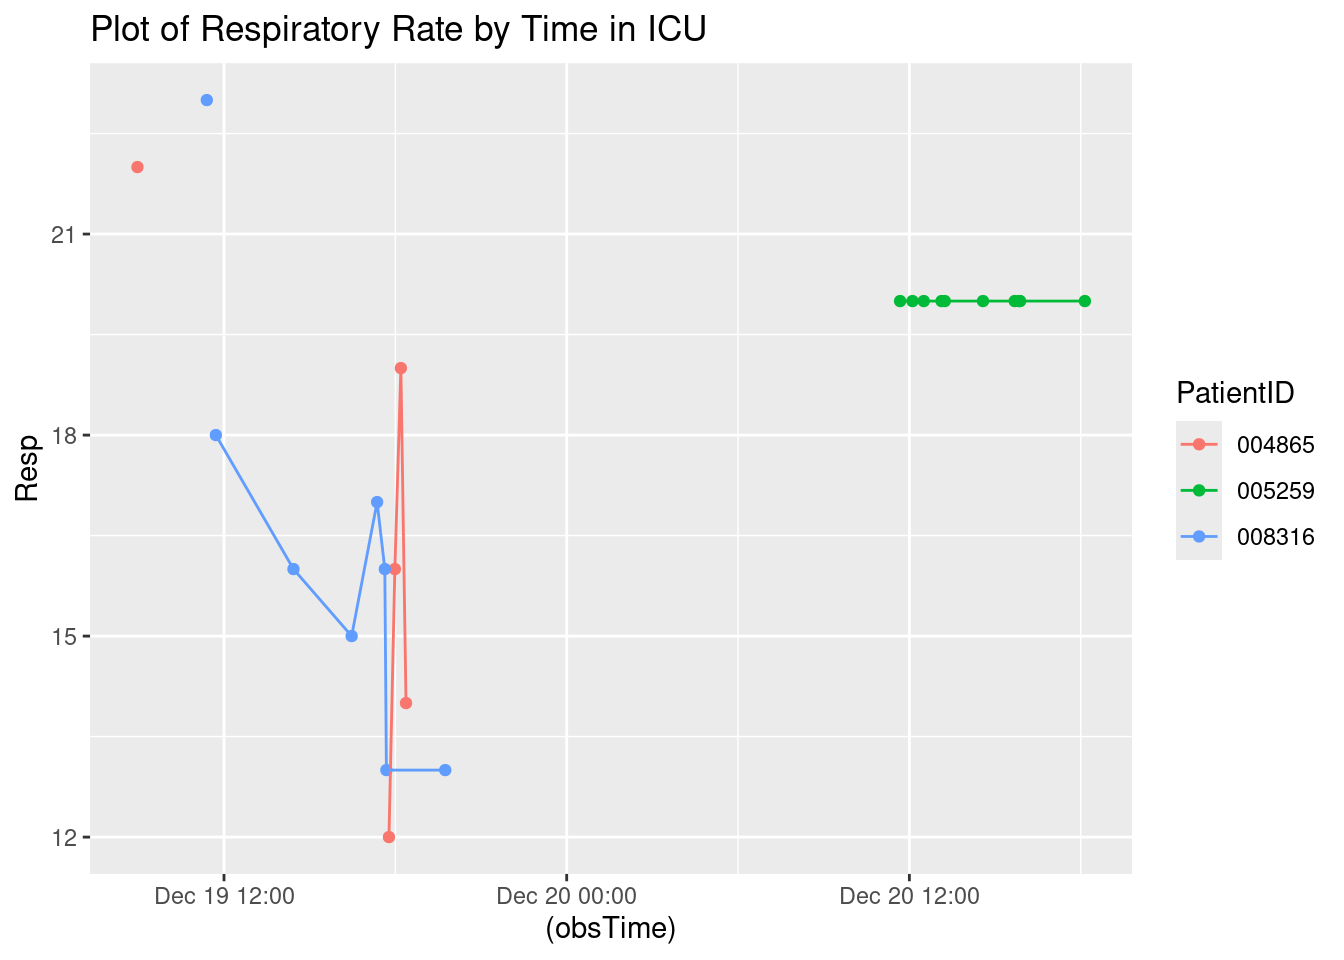 Plot of Respiratory Rate by Time in ICU
21
18
15
12
Resp
Dec 19 12:00
Dec 20 00:00
Dec 20 12:00
(obsTime)
PatientID
004865
005259
008316